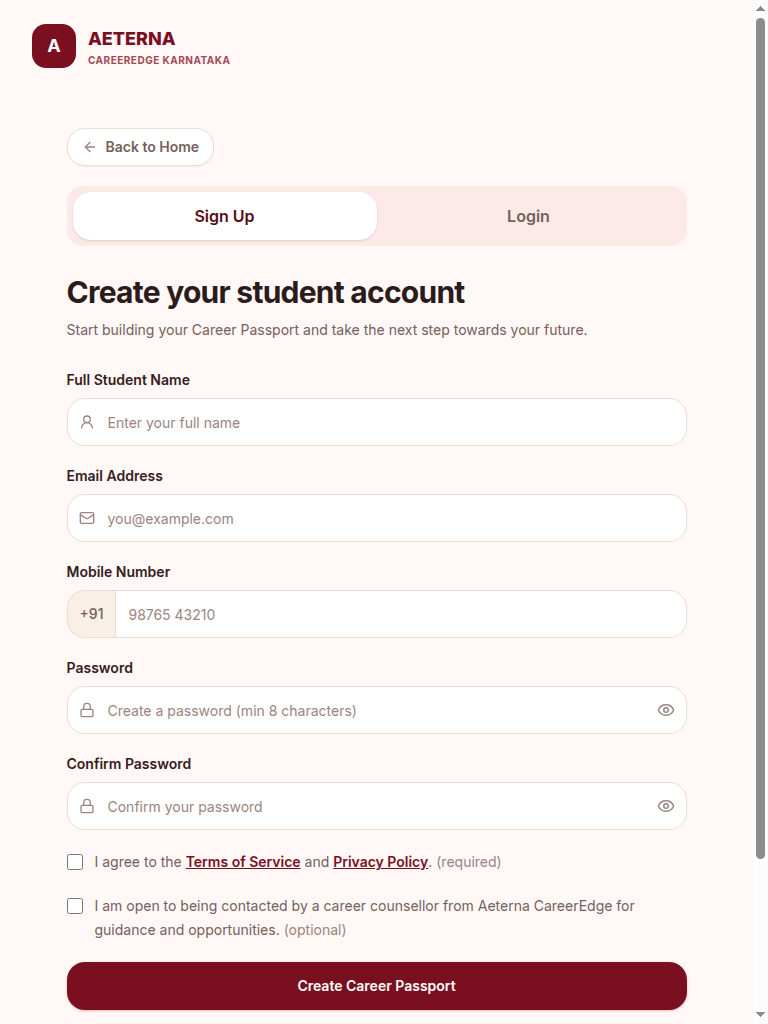 A
AETERNA
CAREEREDGE KARNATAKA
Back to Home
Sign Up
Login
Create your student account
Start building your Career Passport and take the next step towards your future.
Full Student Name
Enter your full name
Email Address
you@example.com
Mobile Number
+91
98765 43210
Password
Create a password (min 8 characters)
Confirm Password
Confirm your password
I agree to the Terms of Service and Privacy Policy. (required)
I am open to being contacted by a career counsellor from Aeterna CareerEdge for
guidance and opportunities. (optional)
Create Career Passport